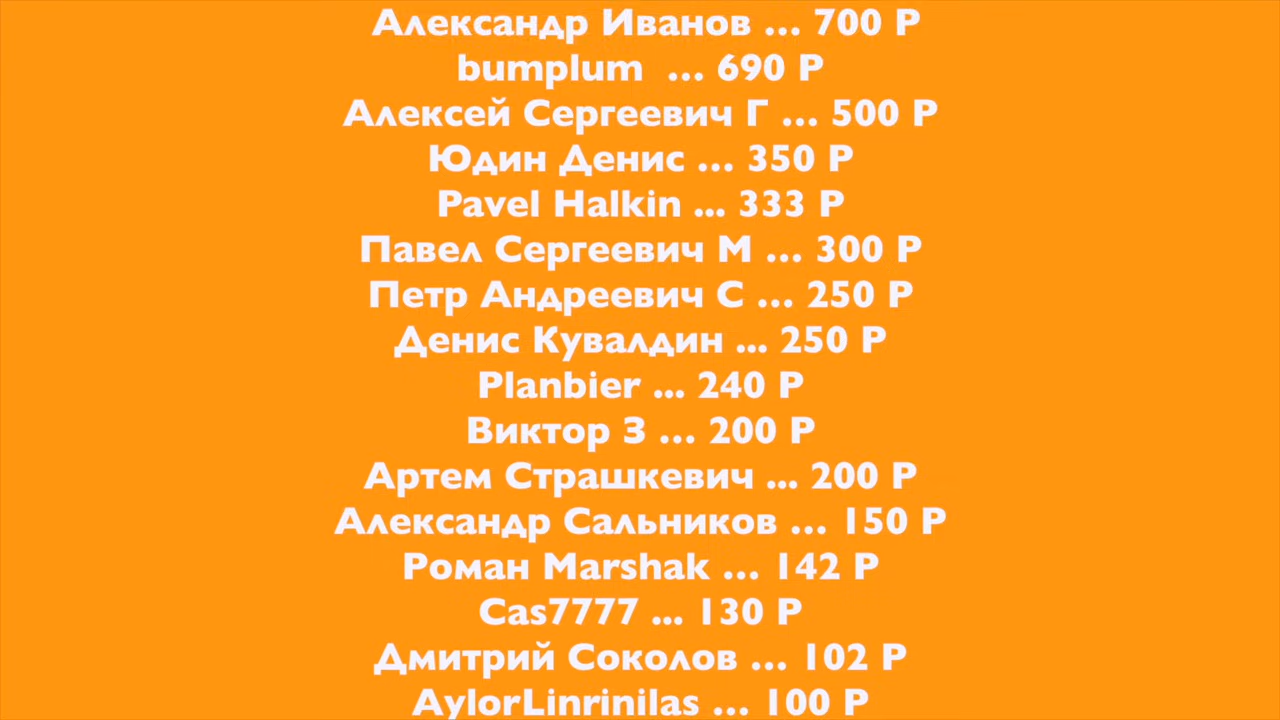 Александр Иванов … 700 Р
bumplum … 690 Р
Алексей Сергеевич Г … 500 Р
Юдин Денис … 350 Р
Pavel Halkin ... 333 Р
Павел Сергеевич М … 300 Р
Петр Андреевич С … 250 Р
Денис Кувалдин ... 250 Р
Planbier ... 240 Р
Виктор З … 200 Р
Артем Страшкевич ... 200 Р
Александр Сальников … 150 Р
Роман Marshak … 142 Р
Cas7777 ... 130 Р
Дмитрий Соколов … 102 Р
AylorLinrinilas … 100 Р